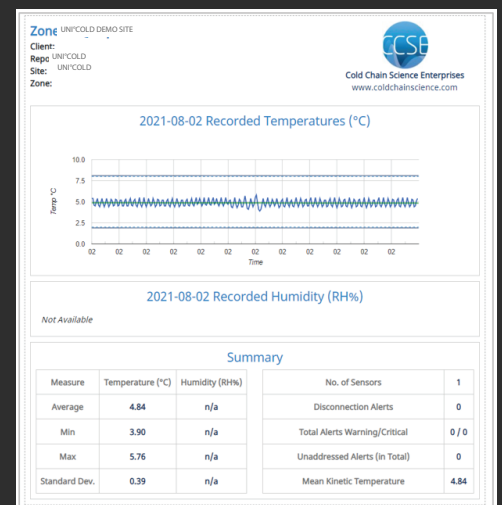 Zone UNI°COLD DEMO SITE
Client:
Repo UNI°COLD
Site: UNI°COLD
Zone:
CCSE
Cold Chain Science Enterprises
www.coldchainscience.com
2021-08-02 Recorded Temperatures (°C)
10.0
7.5
5.0
2.5
0.0
Temp °C
02 02 02 02 02 02 02 02 02 02 02 02
Time
2021-08-02 Recorded Humidity (RH%)
Not Available
Summary
Measure Temperature (°C) Humidity (RH%)
Average 4.84 n/a
Min 3.90 n/a
Max 5.76 n/a
Standard Dev. 0.39 n/a
No. of Sensors 1
Disconnection Alerts 0
Total Alerts Warning/Critical 0 / 0
Unaddressed Alerts (in Total) 0
Mean Kinetic Temperature 4.84